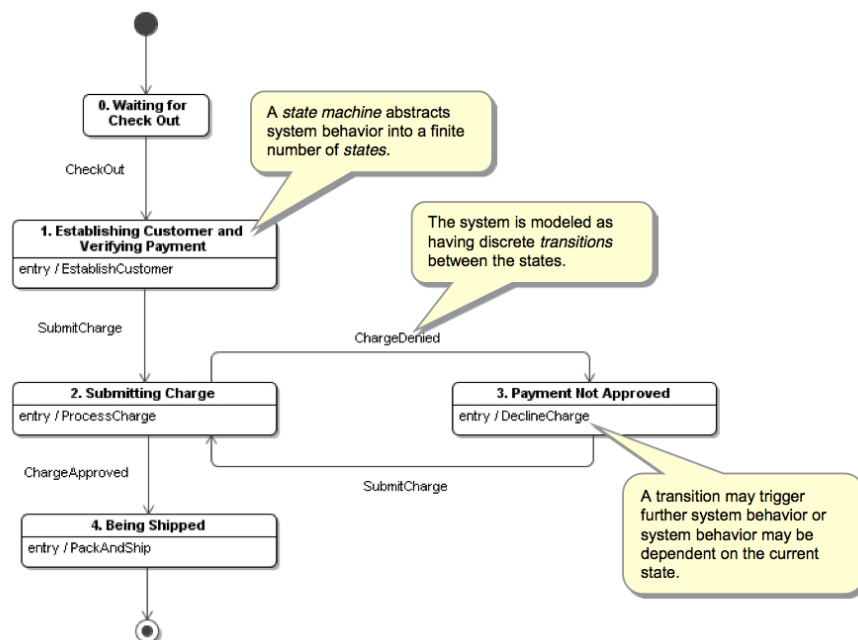 0. Waiting for
Check Out
A state machine abstracts
system behavior into a finite
number of states.
CheckOut
1. Establishing Customer and
Verifying Payment
entry / EstablishCustomer
The system is modeled as
having discrete transitions
between the states.
SubmitCharge
ChargeDenied
2. Submitting Charge
entry / ProcessCharge
3. Payment Not Approved
entry / DeclineCharge
ChargeApproved
SubmitCharge
A transition may trigger
further system behavior or
system behavior may be
dependent on the current
state.
4. Being Shipped
entry / PackAndShip